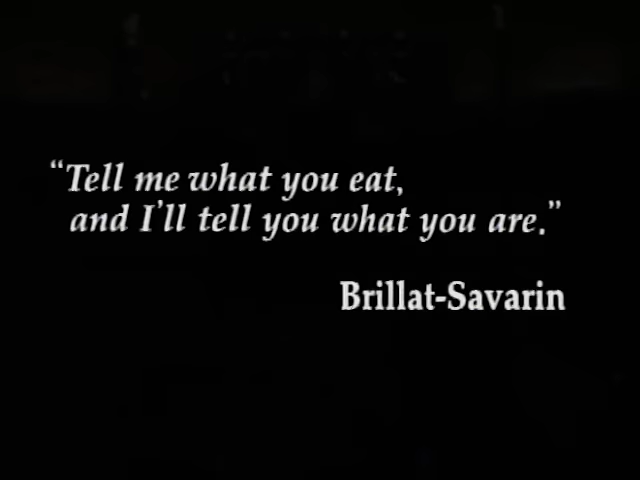 “Tell me what you eat,
and I’ll tell you what you are.”
Brillat-Savarin